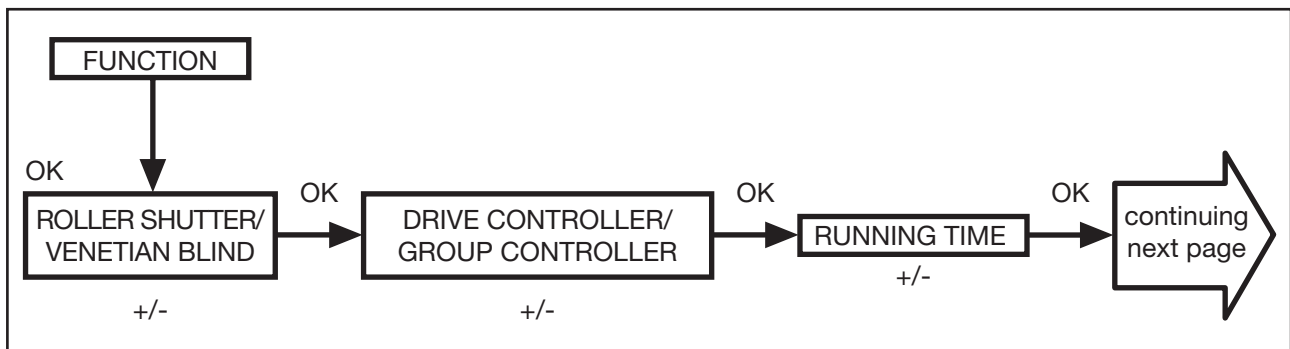 FUNCTION
OK
ROLLER SHUTTER/
VENETIAN BLIND
+/-
OK
DRIVE CONTROLLER/
GROUP CONTROLLER
+/-
OK
RUNNING TIME
+/-
OK
continuing
next page